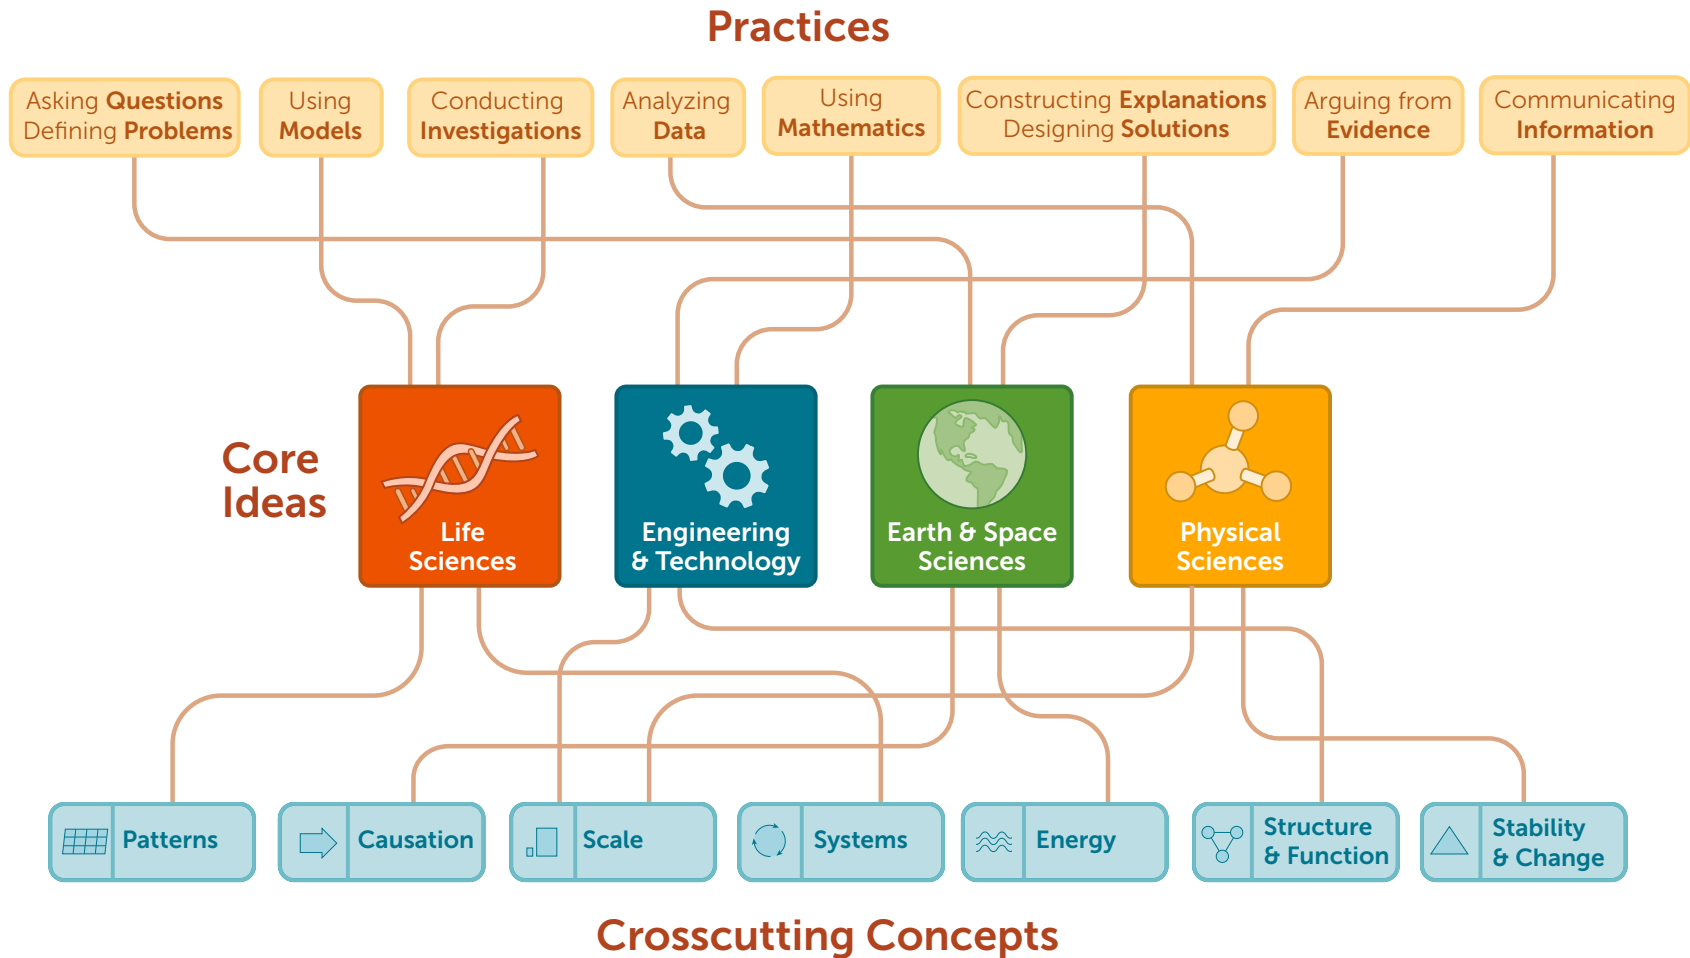 Practices
Asking Questions
Defining Problems
Using
Models
Conducting
Investigations
Analyzing
Data
Using
Mathematics
Constructing Explanations
Designing Solutions
Arguing from
Evidence
Communicating
Information
Core
Ideas
Life
Sciences
Engineering
& Technology
Earth & Space
Sciences
Physical
Sciences
Patterns
Causation
Scale
Systems
Energy
Structure
& Function
Stability
& Change
Crosscutting Concepts